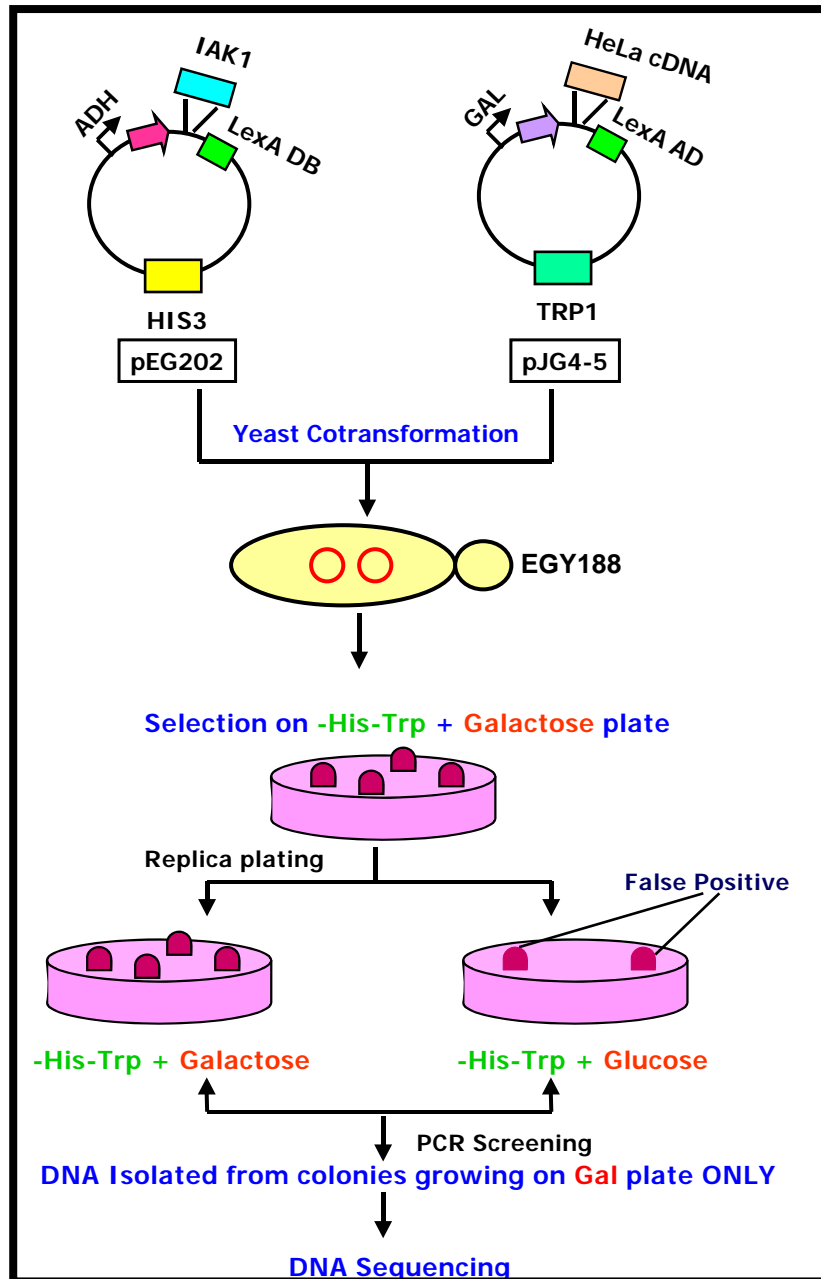 IAK1
ADH
LexA DB
HeLa cDNA
GAL
LexA AD
HIS3
TRP1
pEG202
pJG4-5
Yeast Cotransformation
EGY188
Selection on -His-Trp + Galactose plate
Replica plating
False Positive
-His-Trp + Galactose
-His-Trp + Glucose
PCR Screening
DNA Isolated from colonies growing on Gal plate ONLY
DNA Sequencing